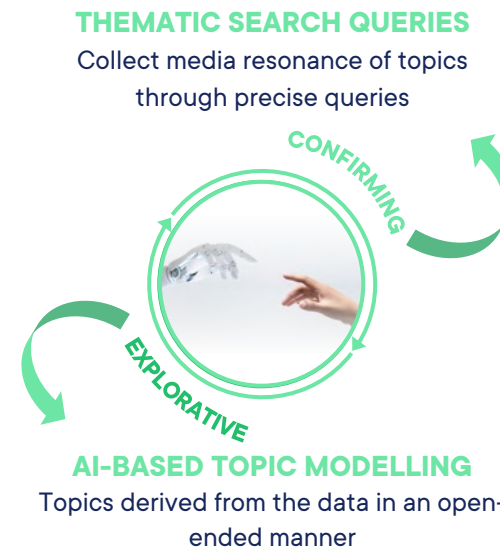 THEMATIC SEARCH QUERIES
Collect media resonance of topics
through precise queries
CONFIRMING
EXPLORATIVE
AI-BASED TOPIC MODELLING
Topics derived from the data in an open-
ended manner